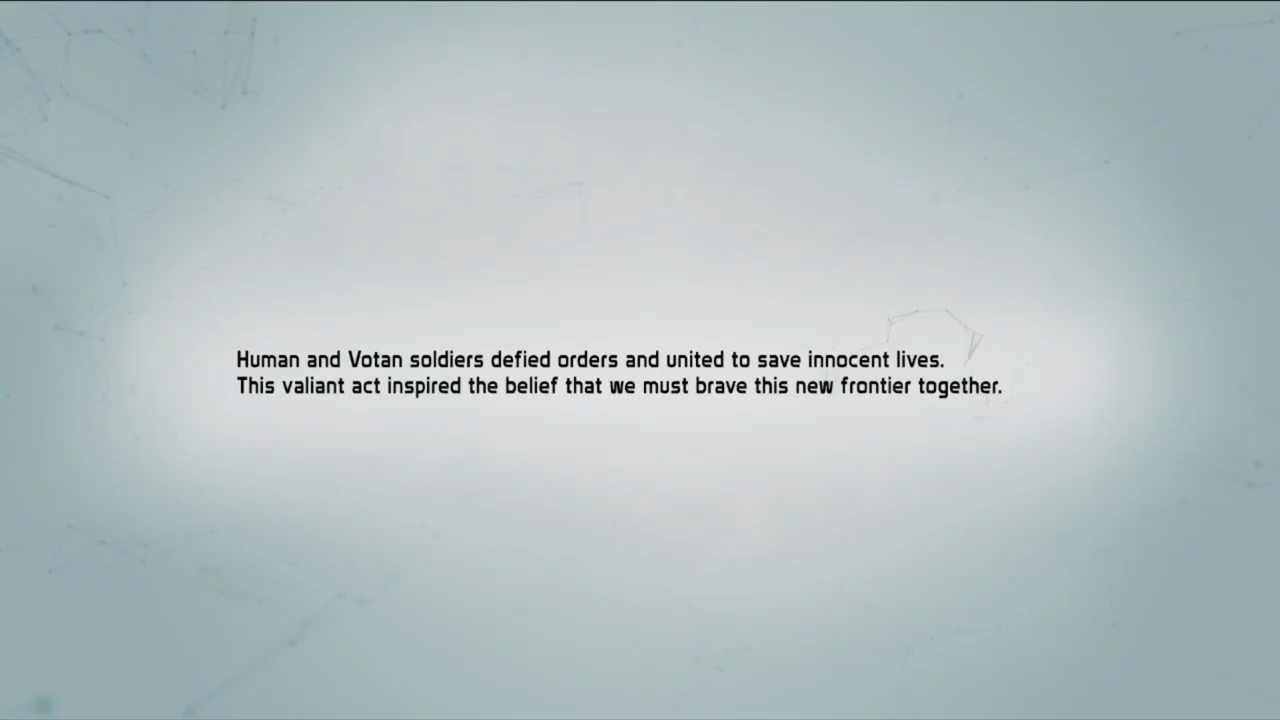 Human and Votan soldiers defied orders and united to save innocent lives.
This valiant act inspired the belief that we must brave this new frontier together.